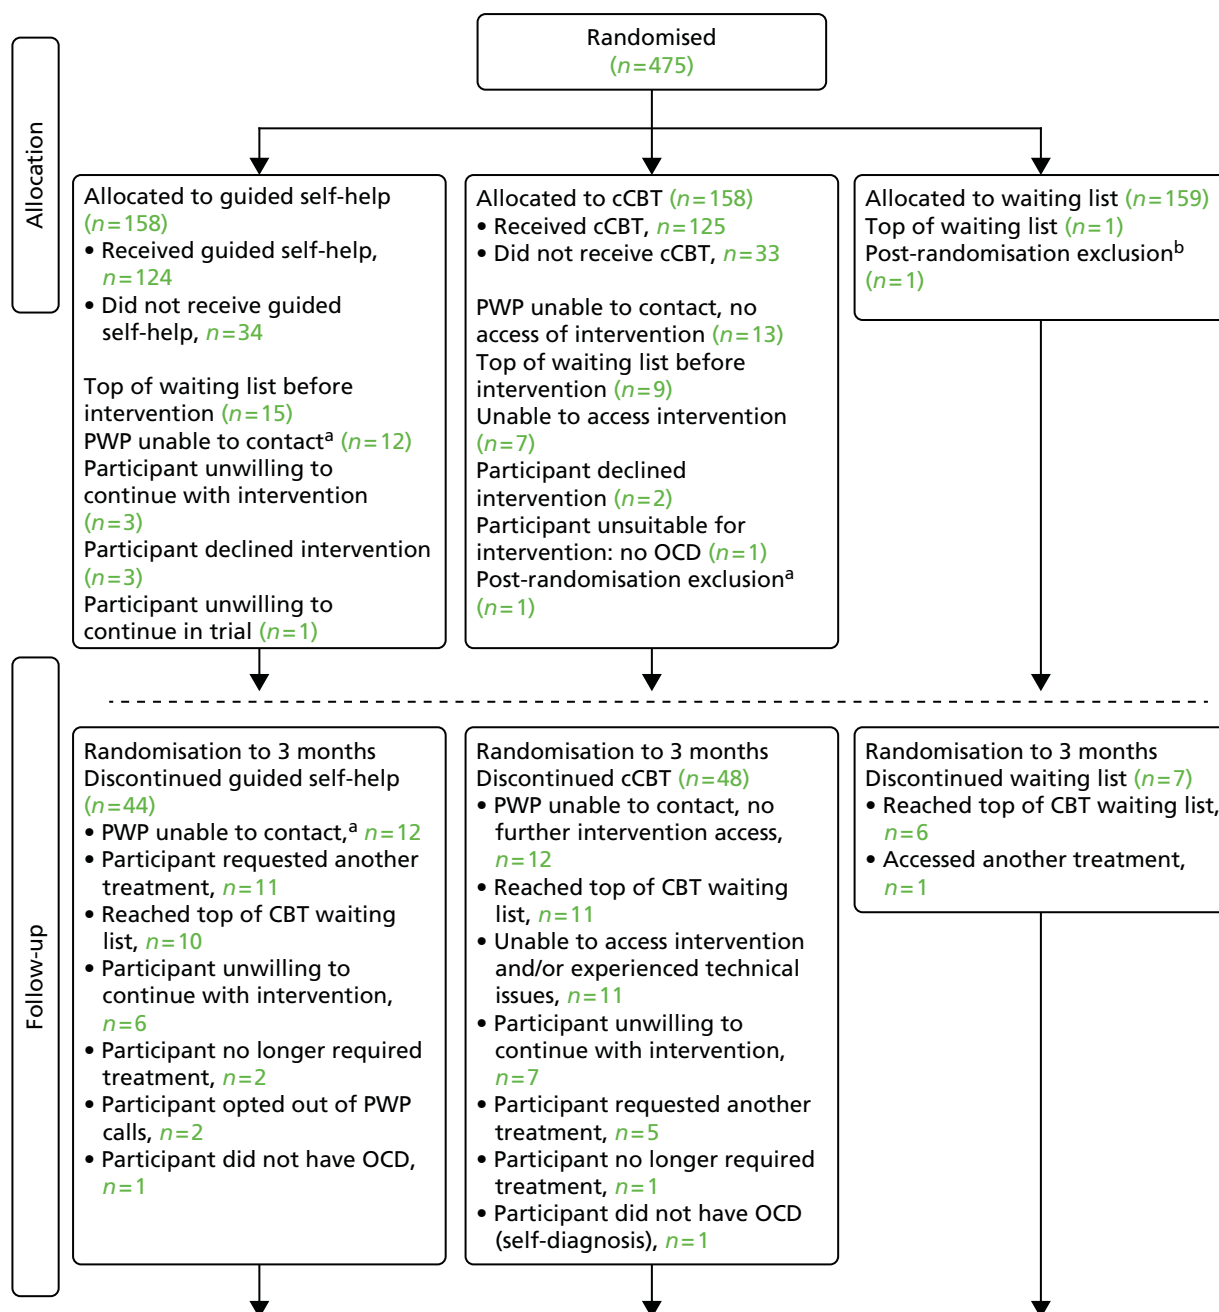 Randomised
(n=475)
Allocation
Allocated to guided self-help
(n=158)
• Received guided self-help,
n=124
• Did not receive guided
self-help, n=34
Top of waiting list before
intervention (n=15)
PWP unable to contactᵃ (n=12)
Participant unwilling to
continue with intervention
(n=3)
Participant declined intervention
(n=3)
Participant unwilling to
continue in trial (n=1)
Allocated to cCBT (n=158)
• Received cCBT, n=125
• Did not receive cCBT, n=33
PWP unable to contact, no
access of intervention (n=13)
Top of waiting list before
intervention (n=9)
Unable to access intervention
(n=7)
Participant declined
intervention (n=2)
Participant unsuitable for
intervention: no OCD (n=1)
Post-randomisation exclusionᵃ
(n=1)
Allocated to waiting list (n=159)
Top of waiting list (n=1)
Post-randomisation exclusionᵇ
(n=1)
Follow-up
Randomisation to 3 months
Discontinued guided self-help
(n=44)
• PWP unable to contact,ᵃ n=12
• Participant requested another
treatment, n=11
• Reached top of CBT waiting
list, n=10
• Participant unwilling to
continue with intervention,
n=6
• Participant no longer required
treatment, n=2
• Participant opted out of PWP
calls, n=2
• Participant did not have OCD,
n=1
Randomisation to 3 months
Discontinued cCBT (n=48)
• PWP unable to contact, no
further intervention access,
n=12
• Reached top of CBT waiting
list, n=11
• Unable to access intervention
and/or experienced technical
issues, n=11
• Participant unwilling to
continue with intervention,
n=7
• Participant requested another
treatment, n=5
• Participant no longer required
treatment, n=1
• Participant did not have OCD
(self-diagnosis), n=1
Randomisation to 3 months
Discontinued waiting list (n=7)
• Reached top of CBT waiting list,
n=6
• Accessed another treatment,
n=1